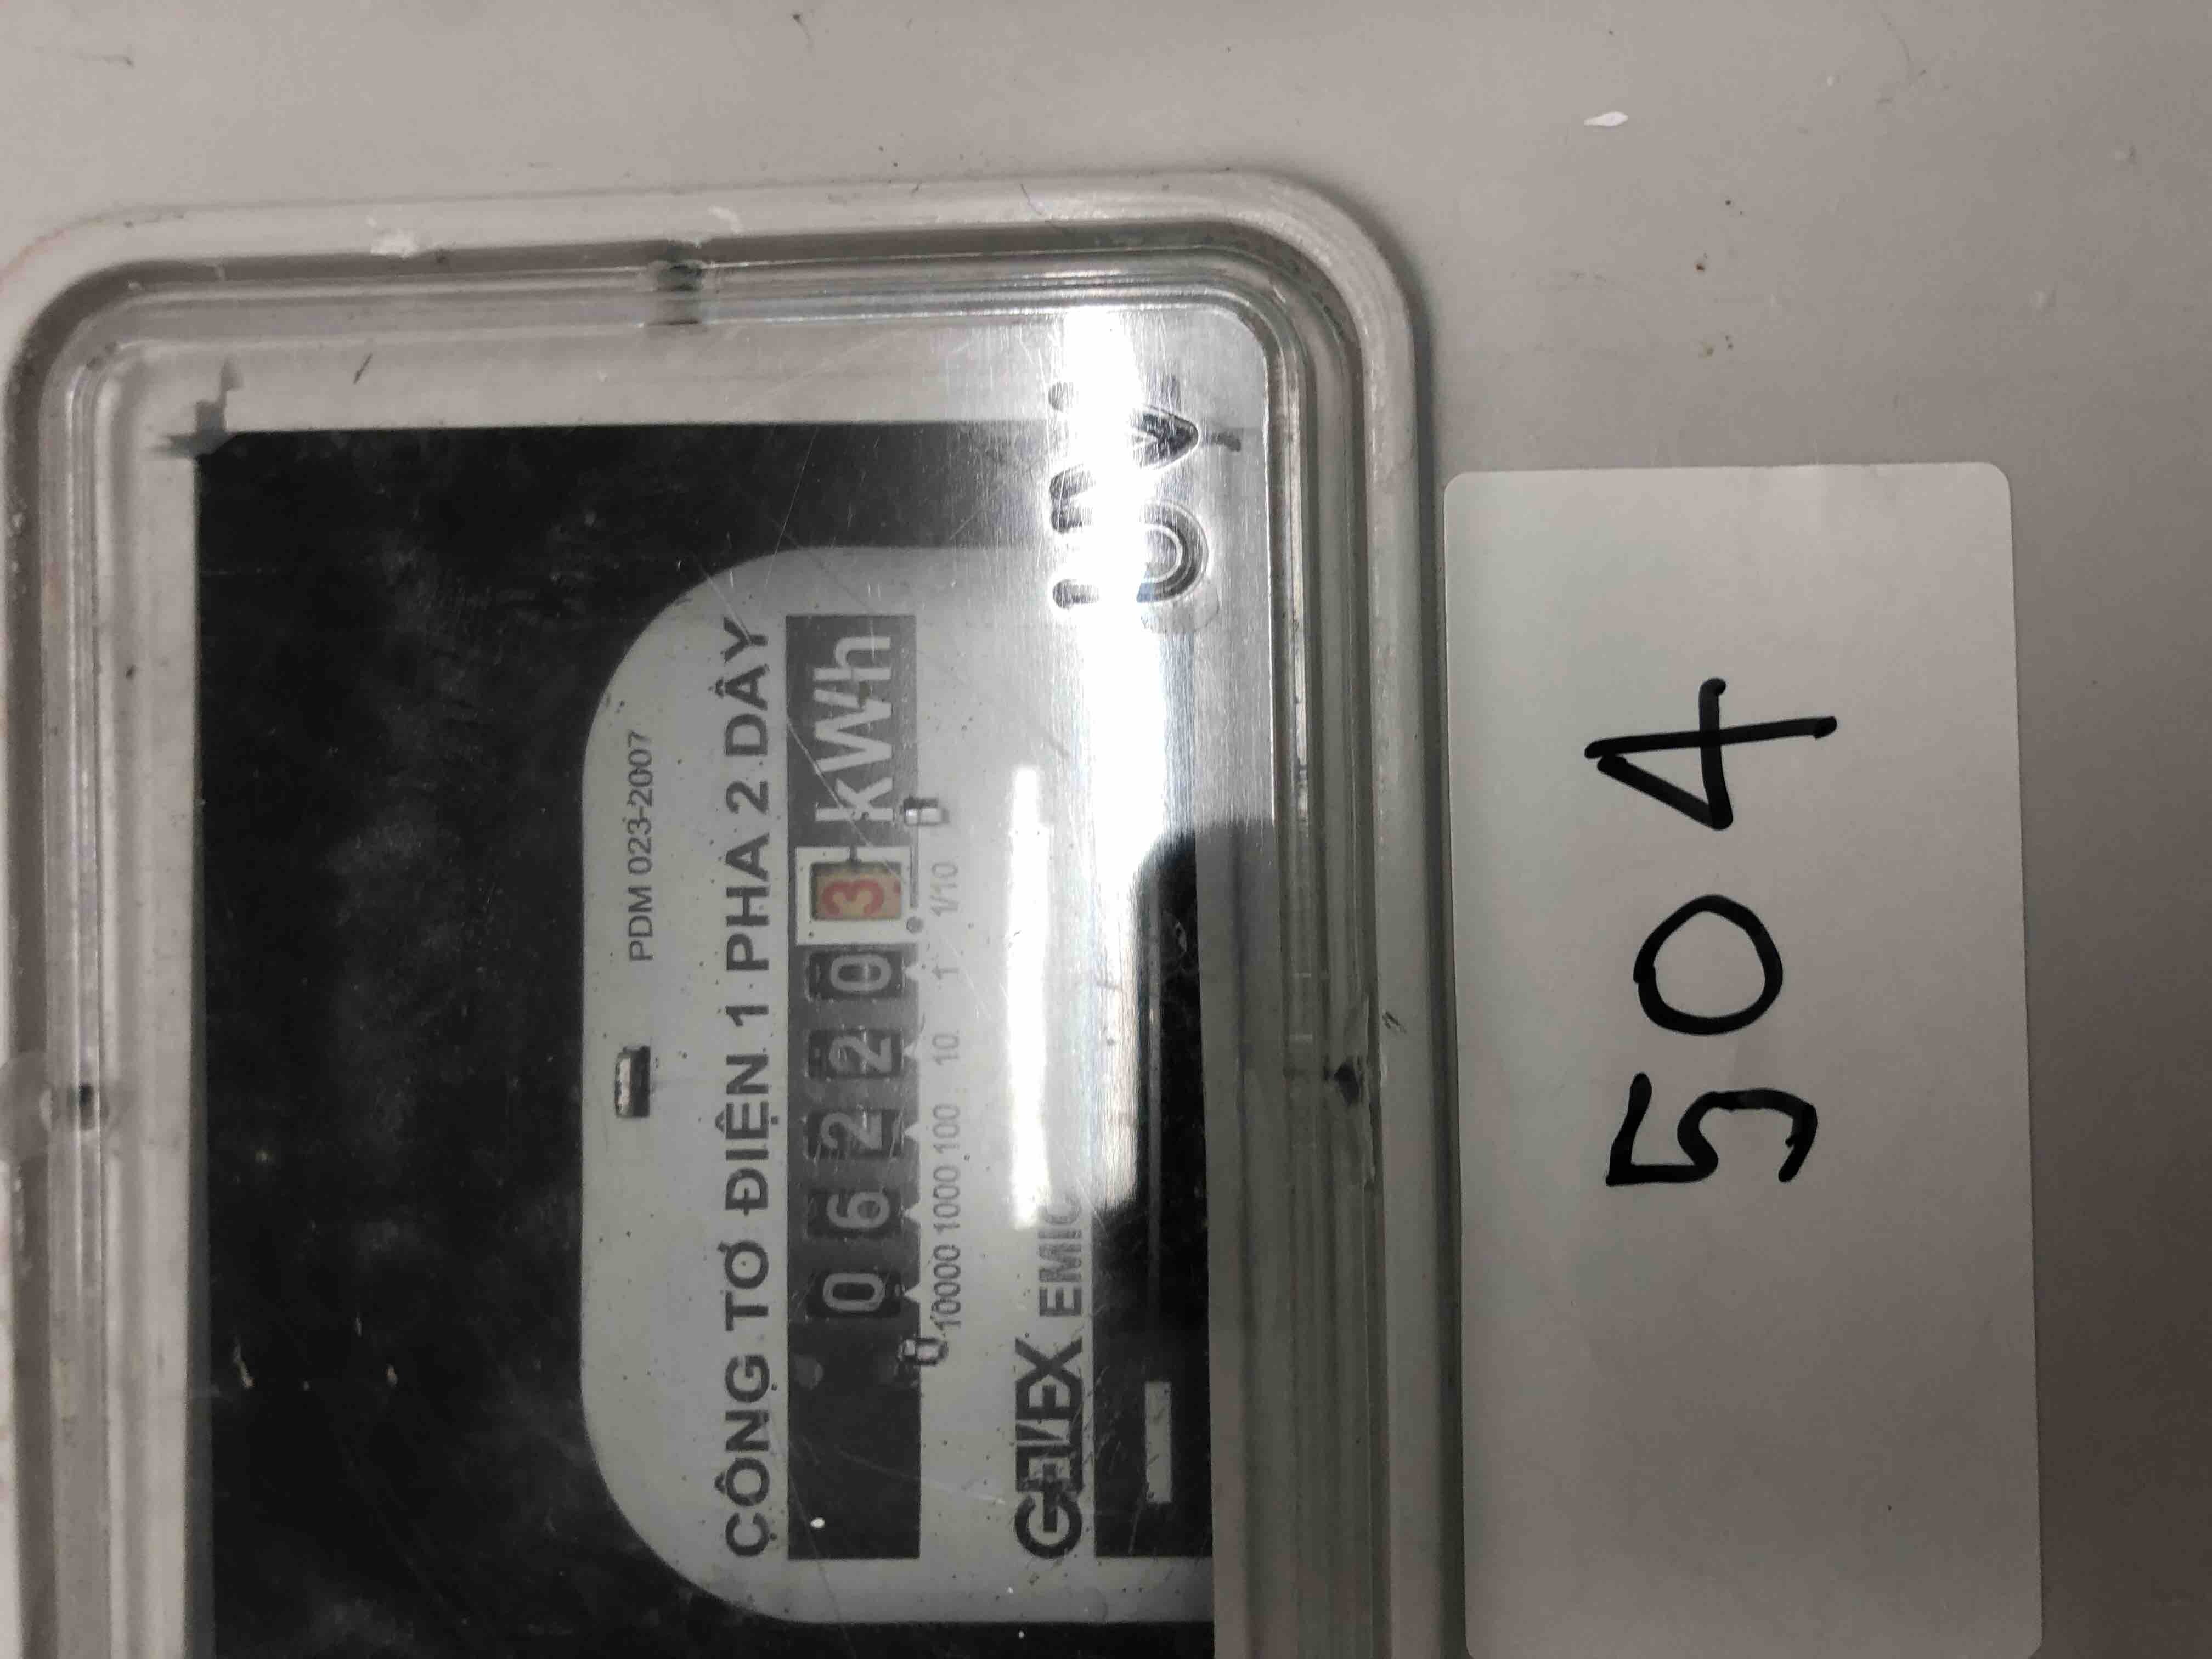 PDM 023-2007
CÔNG TƠ ĐIỆN 1 PHA 2 DÂY
0 6 2 2 0 3 kWh
10000 1000 100 10 1 1/10
GELEX EMIC
504